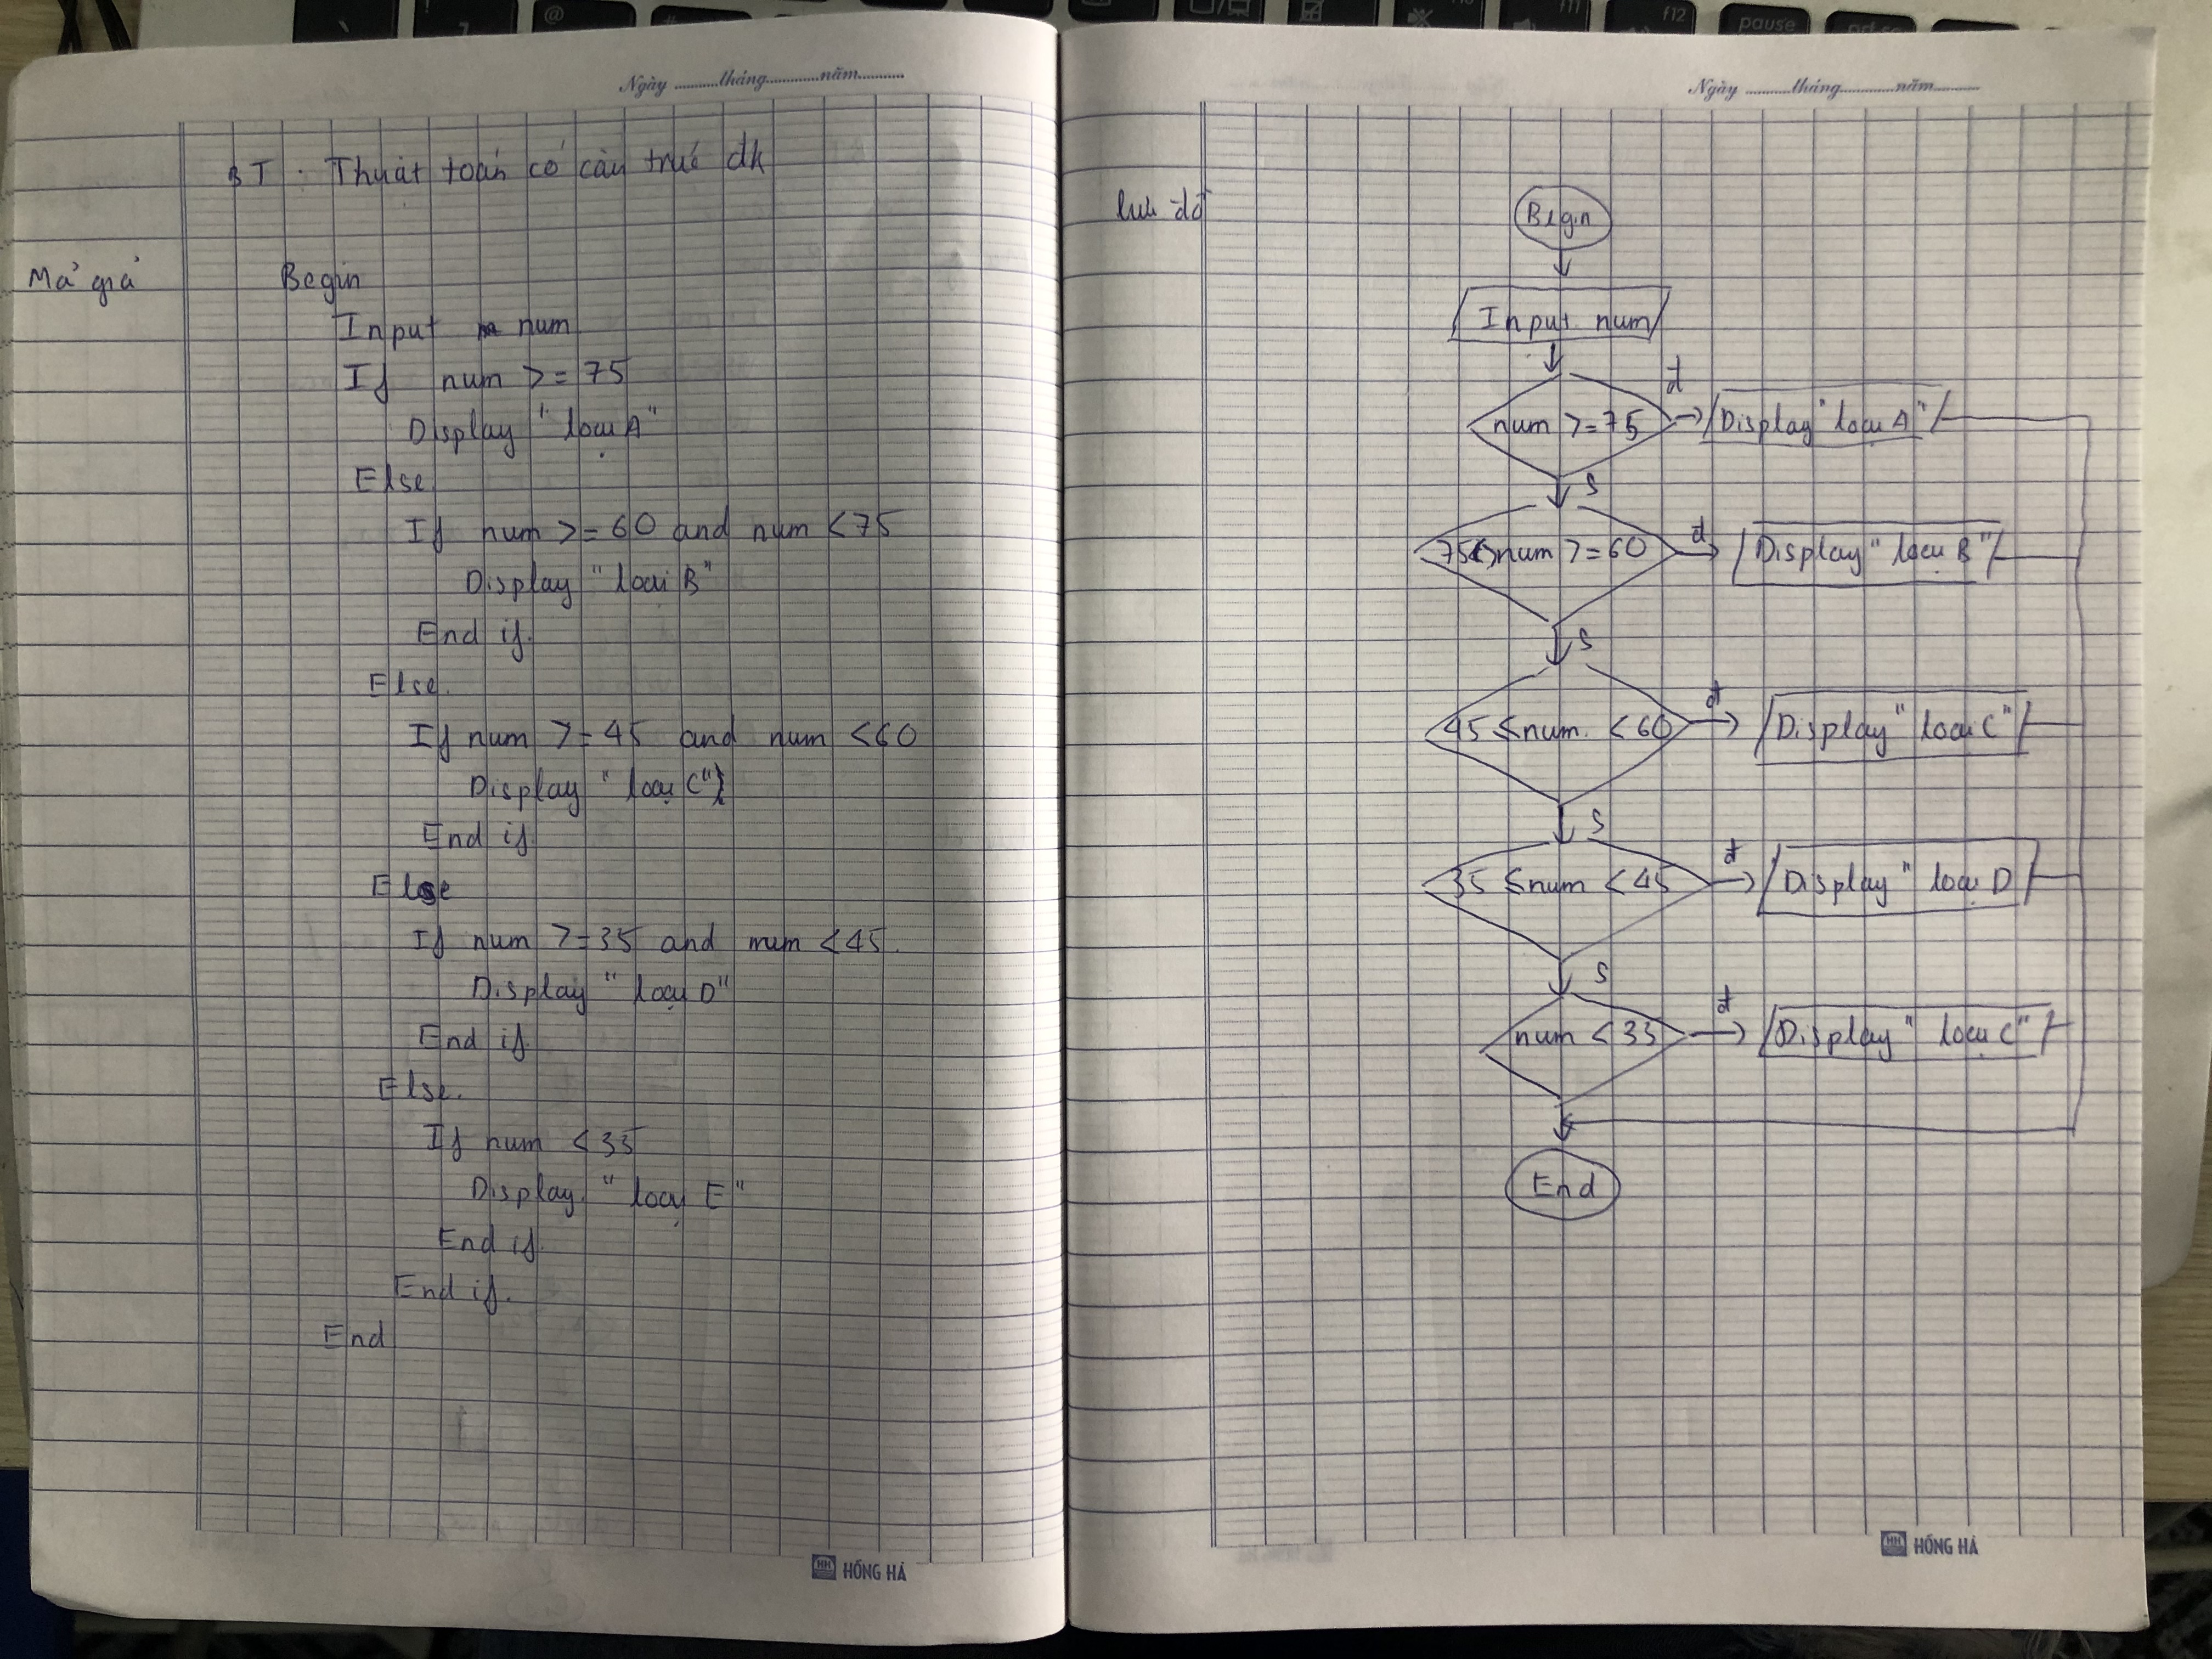 Ngày ........tháng........năm........
BT : Thuật toán có cấu trúc đk
Mả giả
Begin
Input num
If num >= 75
Display "loại A"
Else
If num >= 60 and num < 75
Display "loại B"
End if.
Else
If num >= 45 and num < 60
Display "loại C"
End if
Else
If num >= 35 and num < 45
Display "loại D"
End if
Else.
If num < 35
Display "loại E"
End if
End if.
End
HỒNG HÀ
Ngày ........tháng........năm........
lưu đồ
Begin
Input num
num >= 75
đ
Display "loại A"
S
75 num >= 60
đ
Display "loại B"
S
45 ≤ num. < 60
đ
Display "loại C"
S
35 ≤ num < 45
đ
Display "loại D
S
num < 35
đ
Display "loại C"
End
HỒNG HÀ
@
f12
pause